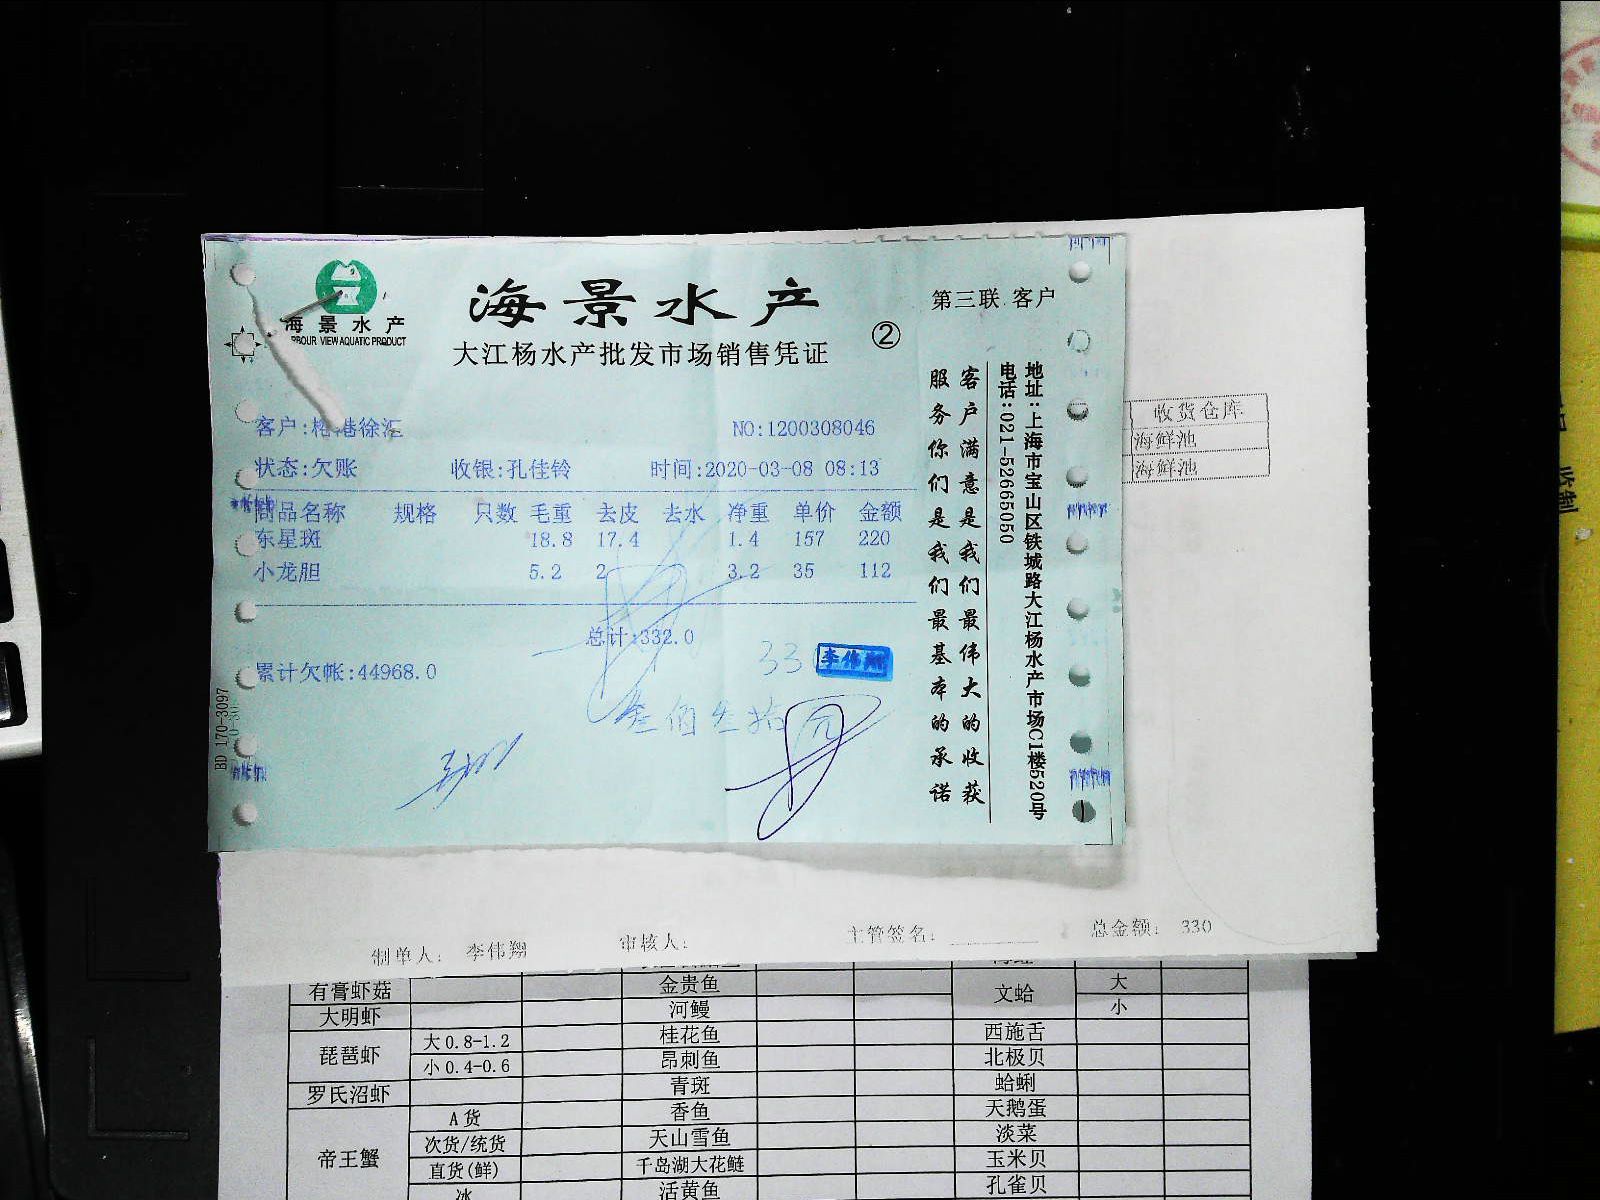 海景水产
HARBOUR VIEW AQUATIC PRODUCT
海景水产
大江杨水产批发市场销售凭证
②
第三联 客户
客户:榕港徐汇
NO:1200308046
状态:欠账 收银:孔佳铃 时间:2020-03-08 08:13
商品名称 规格 只数 毛重 去皮 去水 净重 单价 金额
东星斑 18.8 17.4 1.4 157 220
小龙胆 5.2 2 3.2 35 112
总计:332.0
累计欠帐:44968.0
330
李伟翔
叁佰叁拾元
BD 170-3097
客户满意是我们最伟大的收获
服务你们是我们最基本的承诺
地址:上海市宝山区铁城路大江杨水产市场C1楼520号
电话:021-52665050
收货仓库
海鲜池
海鲜池
制单人: 李伟翔 审核人: 主管签名: 总金额: 330
有膏虾菇 金贵鱼 文蛤 大
大明虾 河鳗 小
琵琶虾 大0.8-1.2 桂花鱼 西施舌
小0.4-0.6 昂刺鱼 北极贝
罗氏沼虾 青斑 蛤蜊
帝王蟹 A货 香鱼 天鹅蛋
次货/统货 天山雪鱼 淡菜
直货(鲜) 千岛湖大花鲢 玉米贝
冰 活黄鱼 孔雀贝